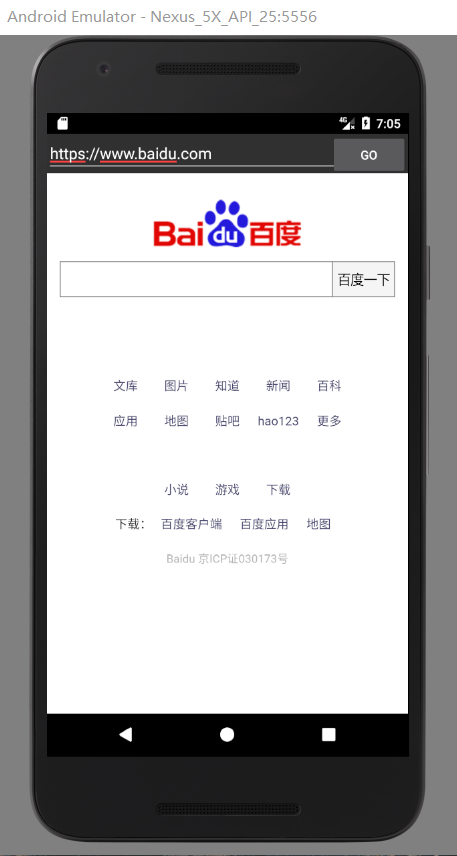 Android Emulator - Nexus_5X_API_25:5556
4G 7:05
https://www.baidu.com GO
Bai du 百度
百度一下
文库 图片 知道 新闻 百科
应用 地图 贴吧 hao123 更多
小说 游戏 下载
下载： 百度客户端 百度应用 地图
Baidu 京ICP证030173号